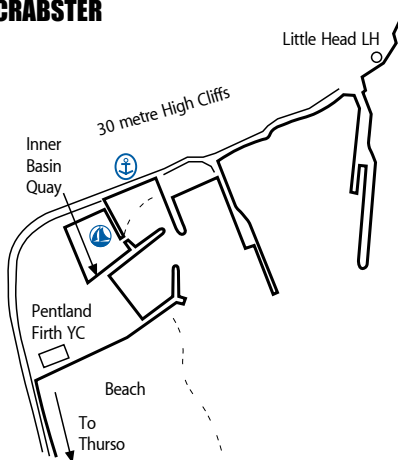 CRABSTER
Little Head LH
30 metre High Cliffs
Inner
Basin
Quay
Pentland
Firth YC
Beach
To
Thurso